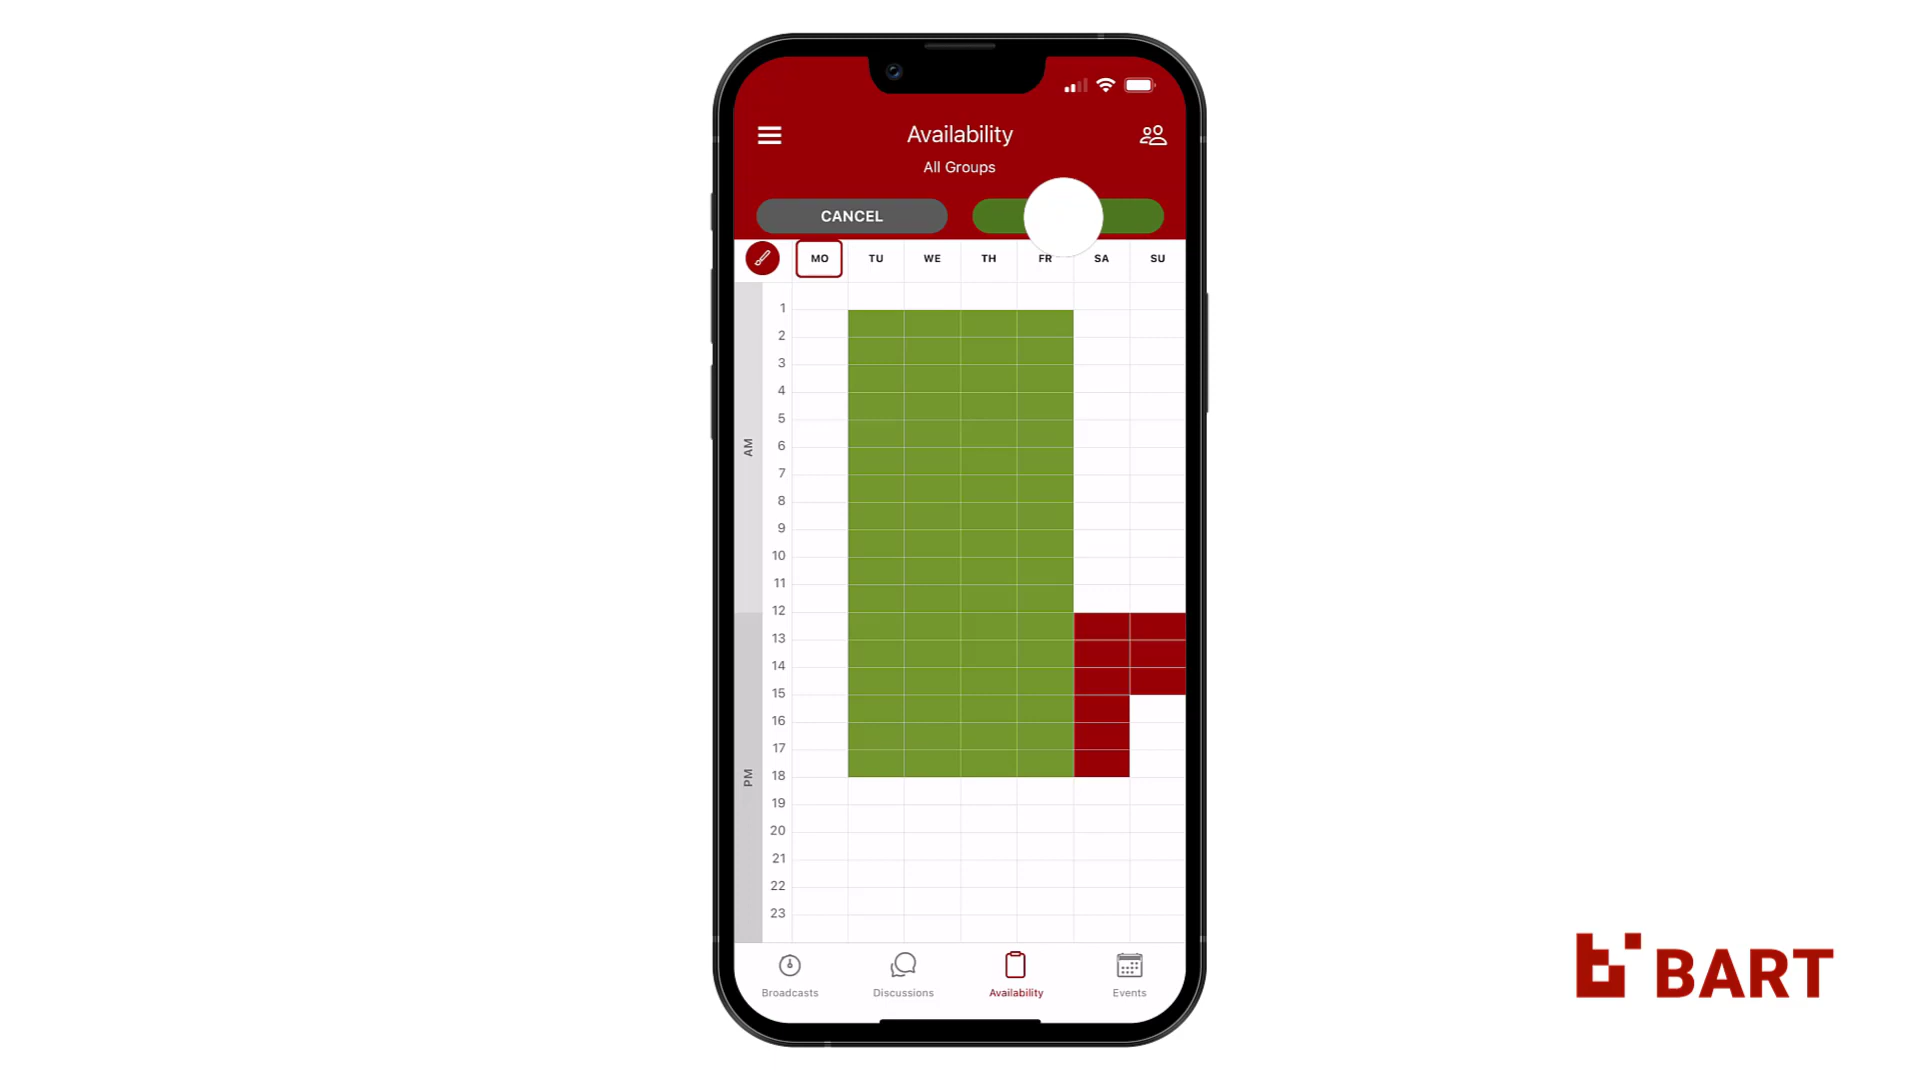 Availability
All Groups
CANCEL
MO TU WE TH FR SA SU
AM
1
2
3
4
5
6
7
8
9
10
11
PM
12
13
14
15
16
17
18
19
20
21
22
23
Broadcasts Discussions Availability Events
BART